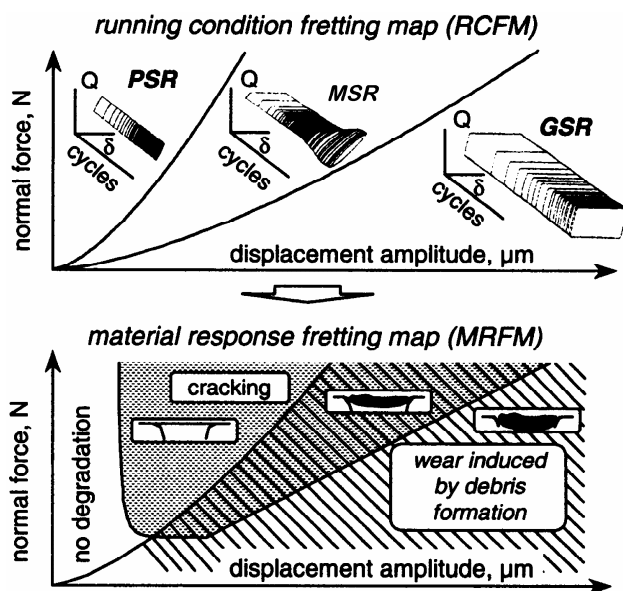 running condition fretting map (RCFM)
normal force, N
Q
PSR
δ
cycles
Q
MSR
δ
cycles
Q
GSR
δ
cycles
displacement amplitude, µm
material response fretting map (MRFM)
normal force, N
no degradation
cracking
wear induced
by debris
formation
displacement amplitude, µm